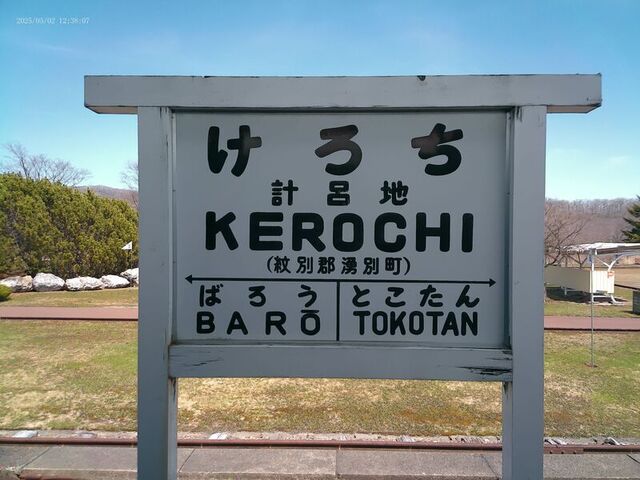 2025/05/02 12:38:07
けろち
計呂地
KEROCHI
(紋別郡湧別町)
ばろう とこたん
BARŌ TOKOTAN